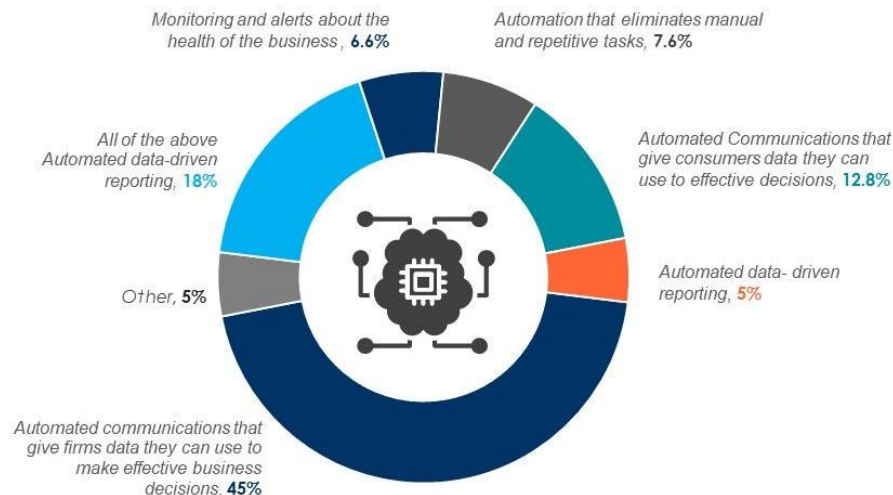 Monitoring and alerts about the
health of the business , 6.6%
Automation that eliminates manual
and repetitive tasks, 7.6%
All of the above
Automated data-driven
reporting, 18%
Automated Communications that
give consumers data they can
use to effective decisions, 12.8%
Other, 5%
Automated data- driven
reporting, 5%
Automated communications that
give firms data they can use to
make effective business
decisions. 45%